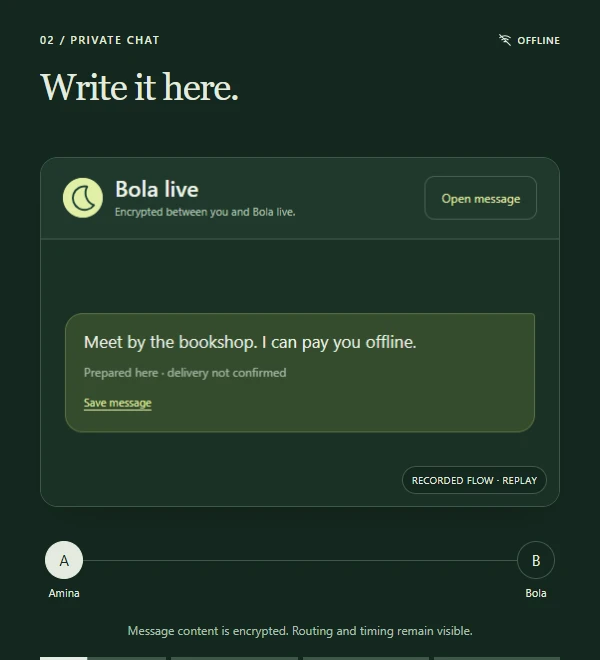 02 / PRIVATE CHAT
OFFLINE
Write it here.
Bola live
Encrypted between you and Bola live.
Open message
Meet by the bookshop. I can pay you offline.
Prepared here · delivery not confirmed
Save message
RECORDED FLOW · REPLAY
A
B
Amina
Bola
Message content is encrypted. Routing and timing remain visible.